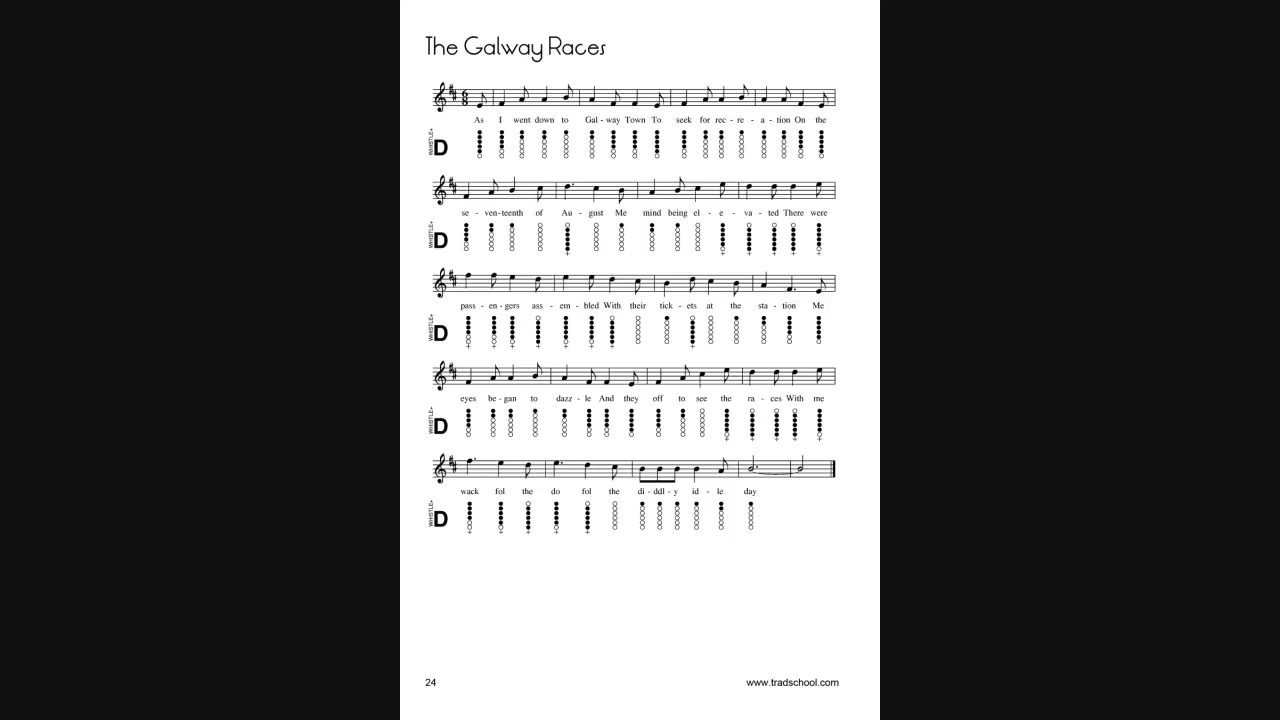 The Galway Races
As I went down to Gal - way Town To seek for rec - re - a - tion On the
WHISTLE+ D
se - ven-teenth of Au - gust Me mind being el - e - va - ted There were
WHISTLE+ D
pass - en - gers ass - em - bled With their tick - ets at the sta - tion Me
WHISTLE+ D
eyes be - gan to dazz - le And they off to see the ra - ces With me
WHISTLE+ D
wack fol the do fol the di - ddl - y id - le day
WHISTLE+ D
24
www.tradschool.com